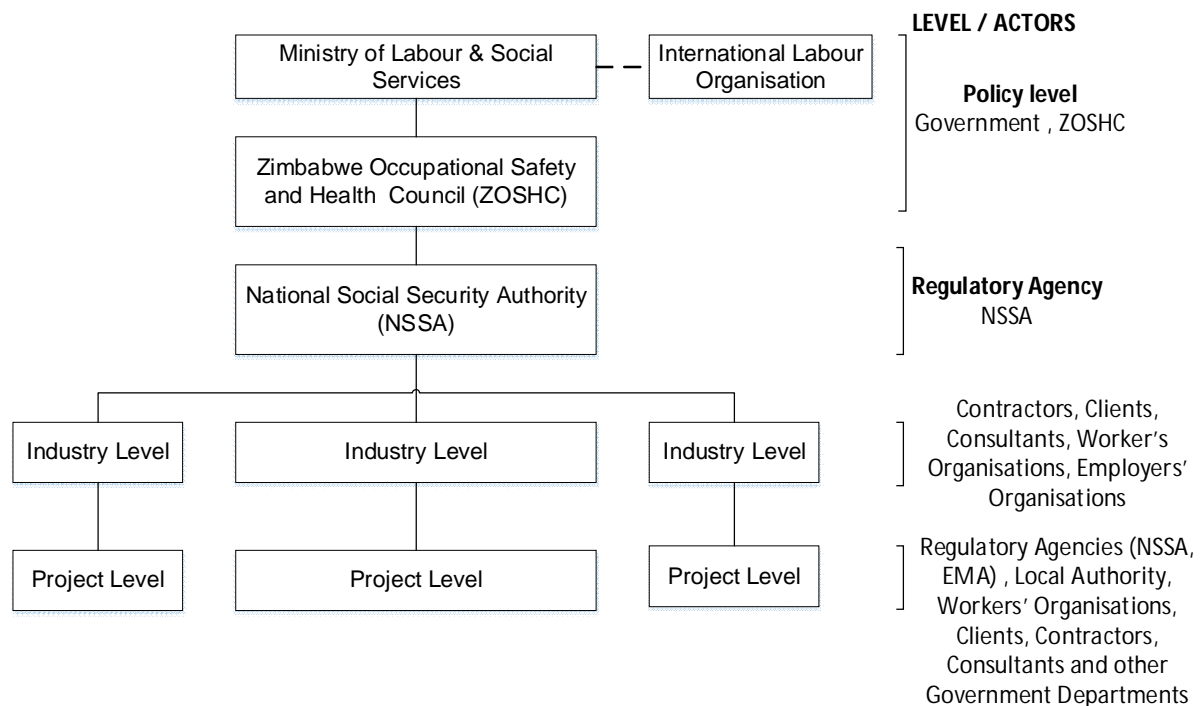 LEVEL / ACTORS
Ministry of Labour & Social
Services
International Labour
Organisation
Policy level
Government , ZOSHC
Zimbabwe Occupational Safety
and Health Council (ZOSHC)
National Social Security Authority
(NSSA)
Regulatory Agency
NSSA
Industry Level
Industry Level
Industry Level
Contractors, Clients,
Consultants, Worker’s
Organisations, Employers’
Organisations
Project Level
Project Level
Project Level
Regulatory Agencies (NSSA,
EMA) , Local Authority,
Workers’ Organisations,
Clients, Contractors,
Consultants and other
Government Departments